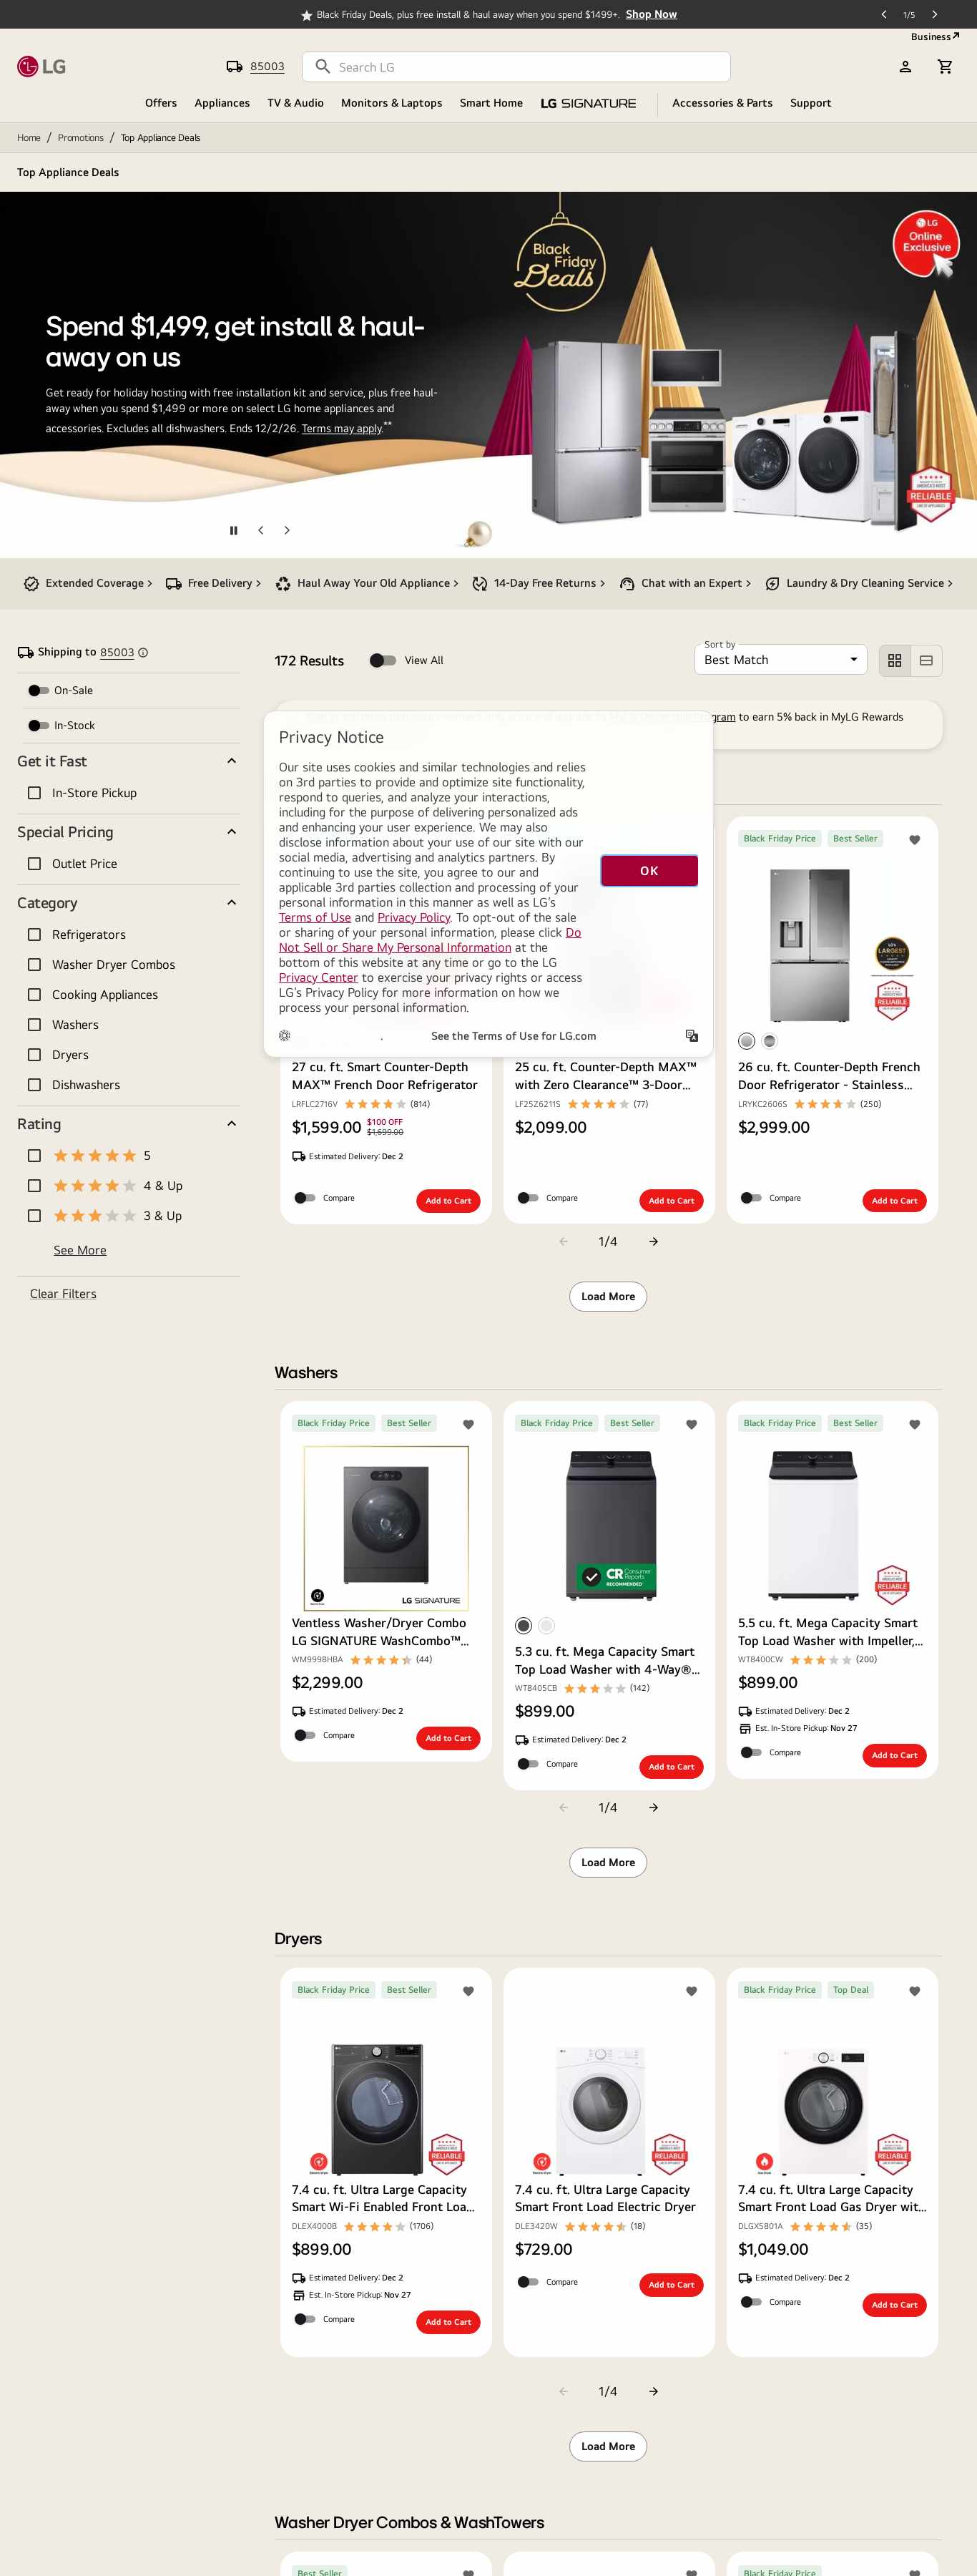 Black Friday Deals, plus free install & haul away when you spend $1499+. Shop Now
1/5
Business
LG
85003
Search LG
Offers
Appliances
TV & Audio
Monitors & Laptops
Smart Home
LG SIGNATURE
Accessories & Parts
Support
Home / Promotions / Top Appliance Deals
Top Appliance Deals
Black Friday Deals
LG
Online
Exclusive
Spend $1,499, get install & haul-
away on us
Get ready for holiday hosting with free installation kit and service, plus free haul-
away when you spend $1,499 or more on select LG home appliances and
accessories. Excludes all dishwashers. Ends 12/2/26. Terms may apply.**
AMERICA'S MOST
RELIABLE
Extended Coverage
Free Delivery
Haul Away Your Old Appliance
14-Day Free Returns
Chat with an Expert
Laundry & Dry Cleaning Service
Shipping to 85003
On-Sale
In-Stock
Get it Fast
In-Store Pickup
Special Pricing
Outlet Price
Category
Refrigerators
Washer Dryer Combos
Cooking Appliances
Washers
Dryers
Dishwashers
Rating
5
4 & Up
3 & Up
See More
Clear Filters
172 Results
View All
Sort by
Best Match
to earn 5% back in MyLG Rewards
Privacy Notice
Our site uses cookies and similar technologies and relies
on 3rd parties to provide and optimize site functionality,
respond to queries, and analyze your interactions,
including for the purpose of delivering personalized ads
and enhancing your user experience. We may also
disclose information about your use of our site with our
social media, advertising and analytics partners. By
continuing to use the site, you agree to our and
applicable 3rd parties collection and processing of your
personal information in this manner as well as LG's
Terms of Use and Privacy Policy. To opt-out of the sale
or sharing of your personal information, please click Do
Not Sell or Share My Personal Information at the
bottom of this website at any time or go to the LG
Privacy Center to exercise your privacy rights or access
LG's Privacy Policy for more information on how we
process your personal information.
OK
.
See the Terms of Use for LG.com
27 cu. ft. Smart Counter-Depth
MAX™ French Door Refrigerator
LRFLC2716V
(814)
$1,599.00
$100 OFF
$1,699.00
Estimated Delivery: Dec 2
Compare
Add to Cart
25 cu. ft. Counter-Depth MAX™
with Zero Clearance™ 3-Door...
LF25Z6211S
(77)
$2,099.00
Compare
Add to Cart
Black Friday Price
Best Seller
LARGEST
RELIABLE
26 cu. ft. Counter-Depth French
Door Refrigerator - Stainless...
LRYKC2606S
(250)
$2,999.00
Compare
Add to Cart
1/4
Load More
Washers
Black Friday Price
Best Seller
LG SIGNATURE
Ventless Washer/Dryer Combo
LG SIGNATURE WashCombo™...
WM9998HBA
(44)
$2,299.00
Estimated Delivery: Dec 2
Compare
Add to Cart
Black Friday Price
Best Seller
CR Consumer
Reports
RECOMMENDED
5.3 cu. ft. Mega Capacity Smart
Top Load Washer with 4-Way®...
WT8405CB
(142)
$899.00
Estimated Delivery: Dec 2
Compare
Add to Cart
Black Friday Price
Best Seller
RELIABLE
5.5 cu. ft. Mega Capacity Smart
Top Load Washer with Impeller,...
WT8400CW
(200)
$899.00
Estimated Delivery: Dec 2
Est. In-Store Pickup: Nov 27
Compare
Add to Cart
1/4
Load More
Dryers
Black Friday Price
Best Seller
RELIABLE
7.4 cu. ft. Ultra Large Capacity
Smart Wi-Fi Enabled Front Loa...
DLEX4000B
(1706)
$899.00
Estimated Delivery: Dec 2
Est. In-Store Pickup: Nov 27
Compare
Add to Cart
RELIABLE
7.4 cu. ft. Ultra Large Capacity
Smart Front Load Electric Dryer
DLE3420W
(18)
$729.00
Compare
Add to Cart
Black Friday Price
Top Deal
RELIABLE
7.4 cu. ft. Ultra Large Capacity
Smart Front Load Gas Dryer wit...
DLGX5801A
(35)
$1,049.00
Estimated Delivery: Dec 2
Compare
Add to Cart
1/4
Load More
Washer Dryer Combos & WashTowers
Best Seller
Black Friday Price